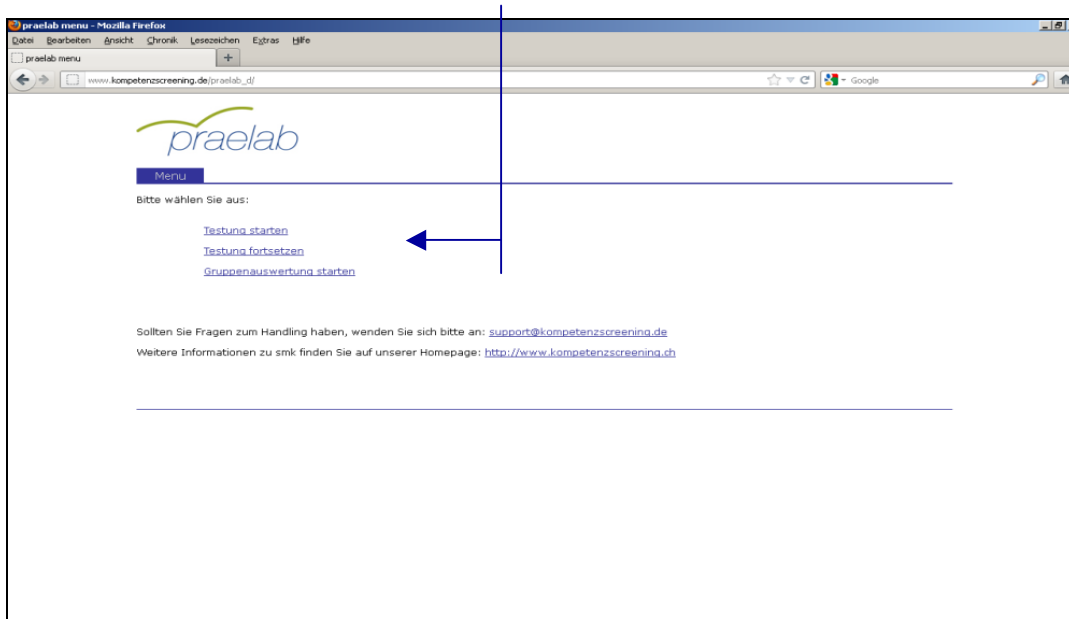 praelab menu - Mozilla Firefox
Datei Bearbeiten Ansicht Chronik Lesezeichen Extras Hilfe
praelab menu
www.kompetenzscreening.de/praelab_d/
Google
praelab
Menu
Bitte wählen Sie aus:
Testung starten
Testung fortsetzen
Gruppenauswertung starten
Sollten Sie Fragen zum Handling haben, wenden Sie sich bitte an: support@kompetenzscreening.de
Weitere Informationen zu smk finden Sie auf unserer Homepage: http://www.kompetenzscreening.ch